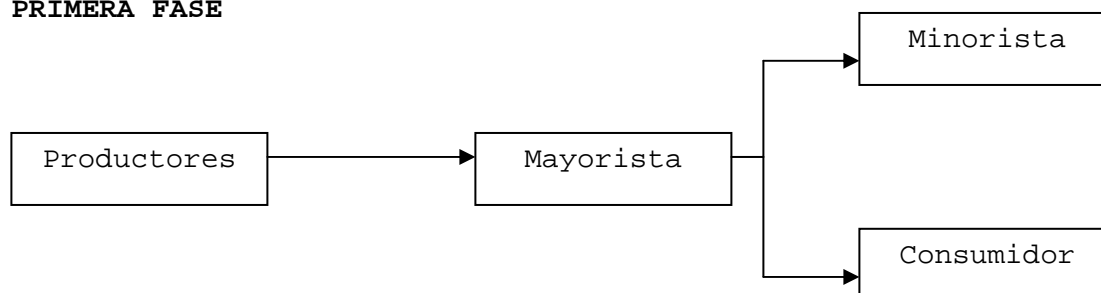 PRIMERA FASE
Minorista
Productores
Mayorista
Consumidor